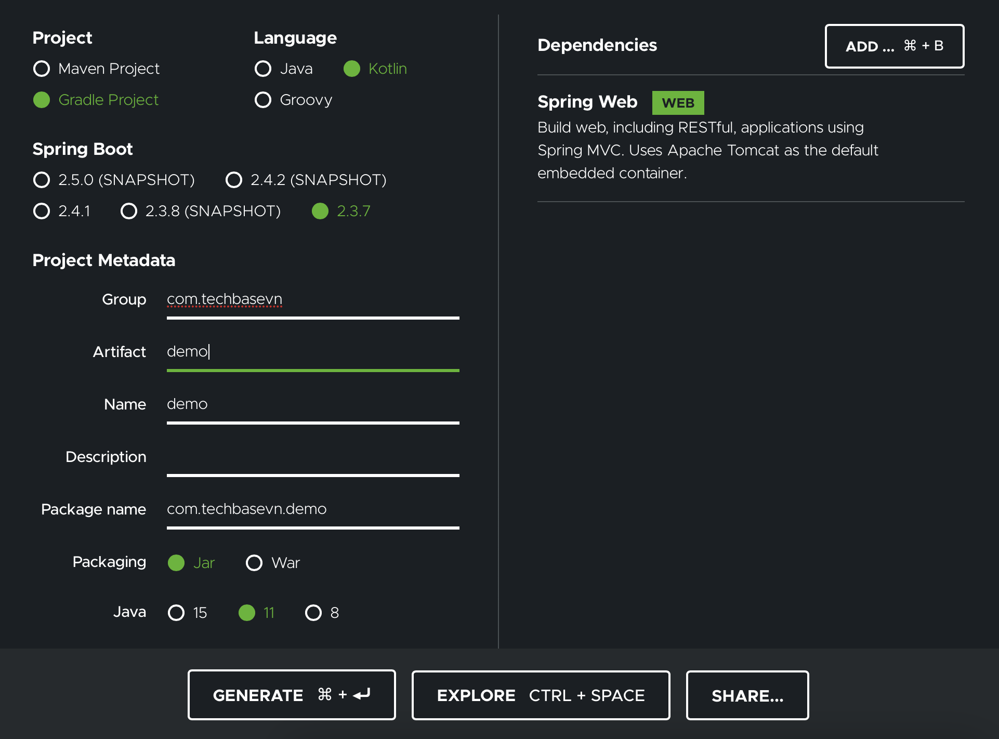 Project
Maven Project
Gradle Project
Language
Java Kotlin
Groovy
Spring Boot
2.5.0 (SNAPSHOT) 2.4.2 (SNAPSHOT)
2.4.1 2.3.8 (SNAPSHOT) 2.3.7
Project Metadata
Group com.techbasevn
Artifact demo
Name demo
Description
Package name com.techbasevn.demo
Packaging Jar War
Java 15 11 8
Dependencies
ADD ... ⌘ + B
Spring Web WEB
Build web, including RESTful, applications using
Spring MVC. Uses Apache Tomcat as the default
embedded container.
GENERATE ⌘ + ↵
EXPLORE CTRL + SPACE
SHARE...